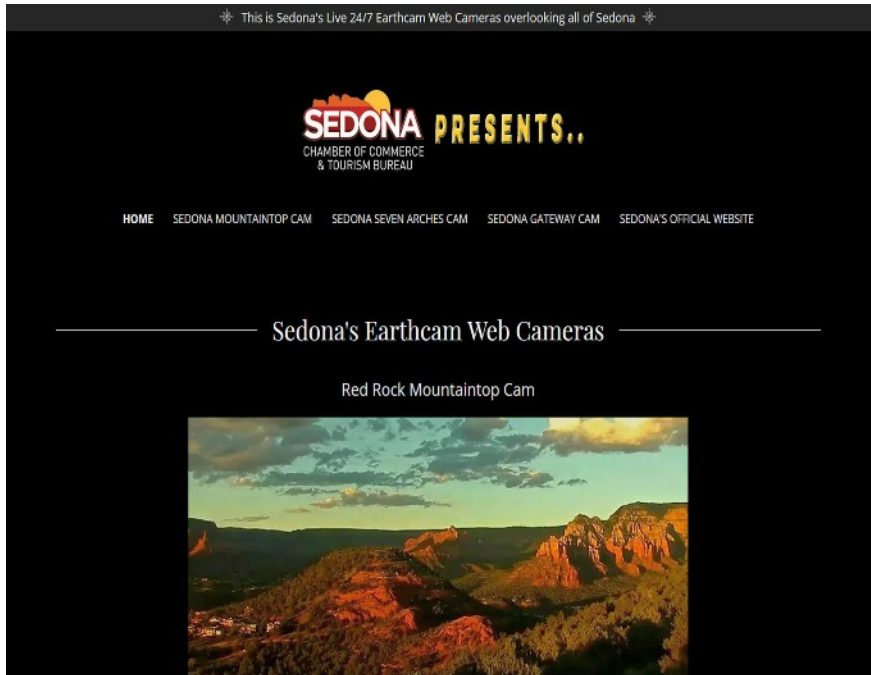 This is Sedona's Live 24/7 Earthcam Web Cameras overlooking all of Sedona
SEDONA
CHAMBER OF COMMERCE
& TOURISM BUREAU
PRESENTS..
HOME SEDONA MOUNTAINTOP CAM SEDONA SEVEN ARCHES CAM SEDONA GATEWAY CAM SEDONA'S OFFICIAL WEBSITE
Sedona's Earthcam Web Cameras
Red Rock Mountaintop Cam